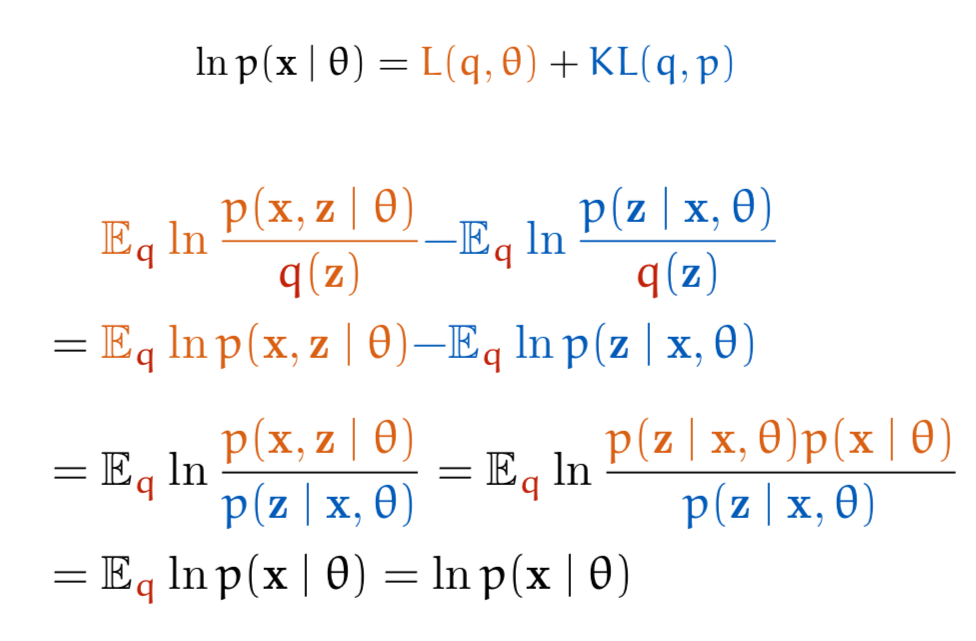 ln p(x | θ) = L(q, θ) + KL(q, p)
𝔼_q ln p(x, z | θ) / q(z) − 𝔼_q ln p(z | x, θ) / q(z)
= 𝔼_q ln p(x, z | θ) − 𝔼_q ln p(z | x, θ)
= 𝔼_q ln p(x, z | θ) / p(z | x, θ) = 𝔼_q ln p(z | x, θ)p(x | θ) / p(z | x, θ)
= 𝔼_q ln p(x | θ) = ln p(x | θ)